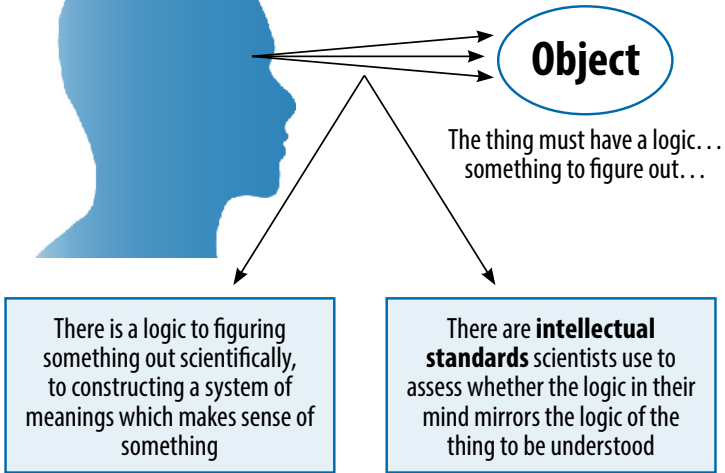 Object
The thing must have a logic…
something to figure out…
There is a logic to figuring
something out scientifically,
to constructing a system of
meanings which makes sense of
something
There are intellectual
standards scientists use to
assess whether the logic in their
mind mirrors the logic of the
thing to be understood